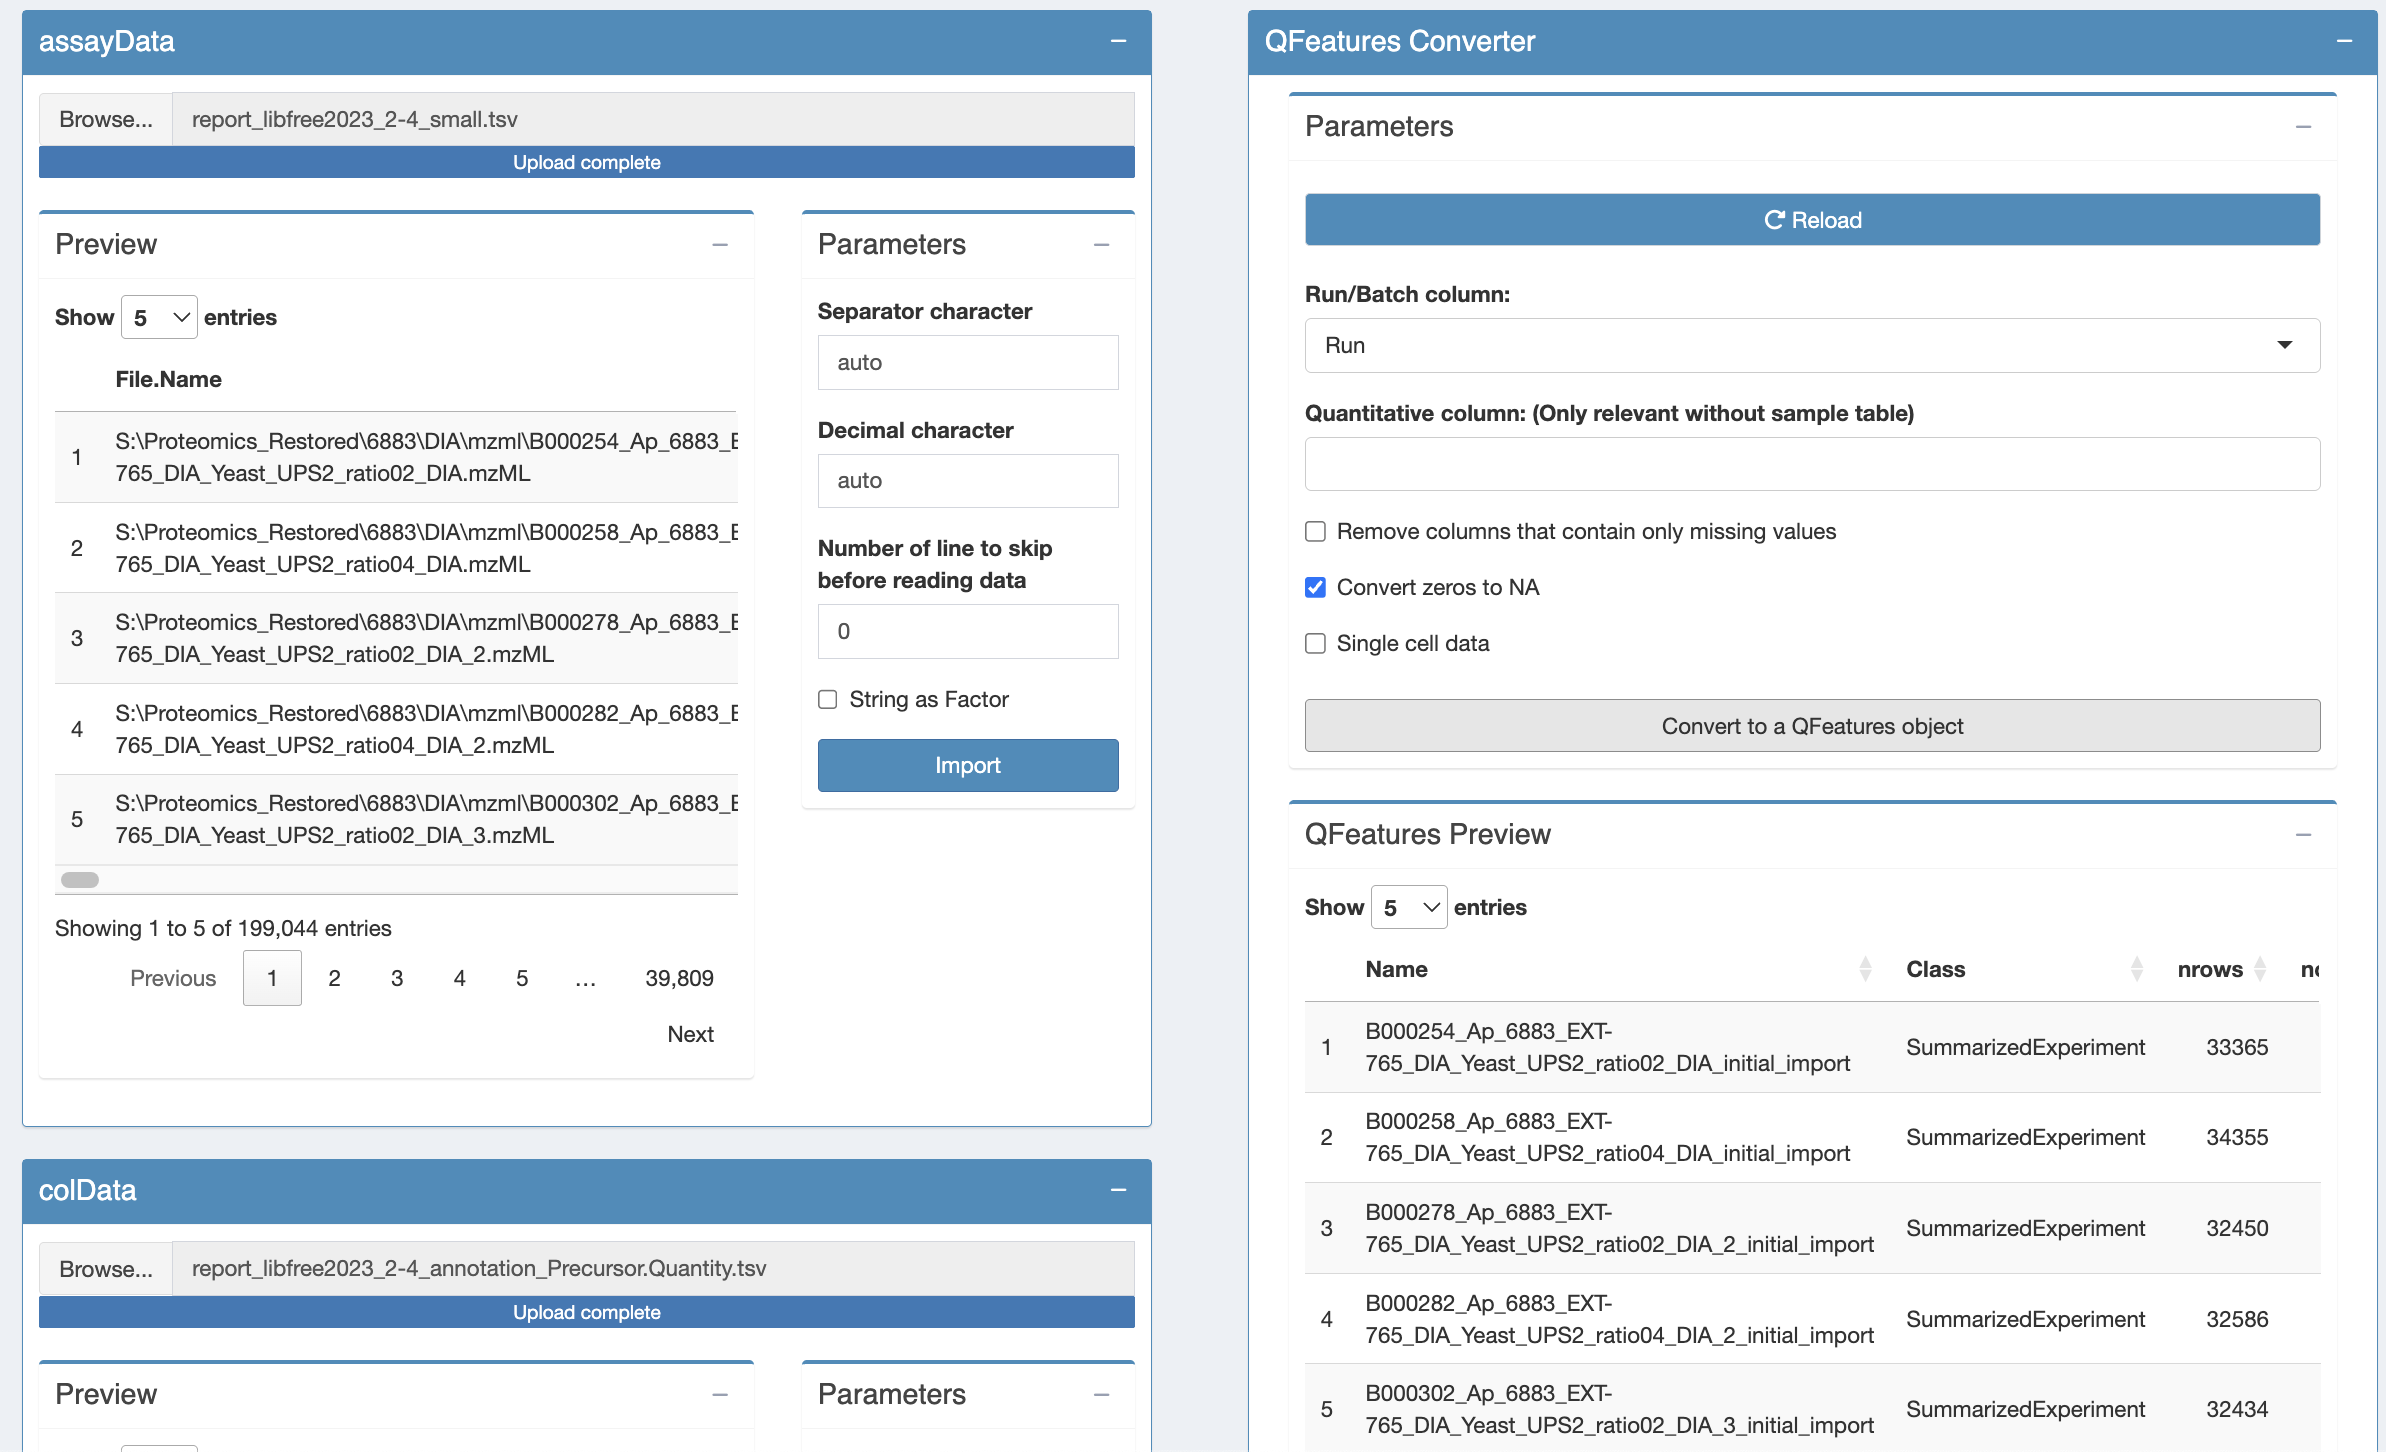 assayData
Browse...
report_libfree2023_2-4_small.tsv
Upload complete
Preview
Show 5 entries
File.Name
1
S:\Proteomics_Restored\6883\DIA\mzml\B000254_Ap_6883_E
765_DIA_Yeast_UPS2_ratio02_DIA.mzML
2
S:\Proteomics_Restored\6883\DIA\mzml\B000258_Ap_6883_E
765_DIA_Yeast_UPS2_ratio04_DIA.mzML
3
S:\Proteomics_Restored\6883\DIA\mzml\B000278_Ap_6883_E
765_DIA_Yeast_UPS2_ratio02_DIA_2.mzML
4
S:\Proteomics_Restored\6883\DIA\mzml\B000282_Ap_6883_E
765_DIA_Yeast_UPS2_ratio04_DIA_2.mzML
5
S:\Proteomics_Restored\6883\DIA\mzml\B000302_Ap_6883_E
765_DIA_Yeast_UPS2_ratio02_DIA_3.mzML
Showing 1 to 5 of 199,044 entries
Previous 1 2 3 4 5 ... 39,809
Next
Parameters
Separator character
auto
Decimal character
auto
Number of line to skip
before reading data
0
String as Factor
Import
colData
Browse...
report_libfree2023_2-4_annotation_Precursor.Quantity.tsv
Upload complete
Preview
Parameters
QFeatures Converter
Parameters
Reload
Run/Batch column:
Run
Quantitative column: (Only relevant without sample table)
Remove columns that contain only missing values
Convert zeros to NA
Single cell data
Convert to a QFeatures object
QFeatures Preview
Show 5 entries
Name Class nrows
1
B000254_Ap_6883_EXT-
765_DIA_Yeast_UPS2_ratio02_DIA_initial_import
SummarizedExperiment 33365
2
B000258_Ap_6883_EXT-
765_DIA_Yeast_UPS2_ratio04_DIA_initial_import
SummarizedExperiment 34355
3
B000278_Ap_6883_EXT-
765_DIA_Yeast_UPS2_ratio02_DIA_2_initial_import
SummarizedExperiment 32450
4
B000282_Ap_6883_EXT-
765_DIA_Yeast_UPS2_ratio04_DIA_2_initial_import
SummarizedExperiment 32586
5
B000302_Ap_6883_EXT-
765_DIA_Yeast_UPS2_ratio02_DIA_3_initial_import
SummarizedExperiment 32434